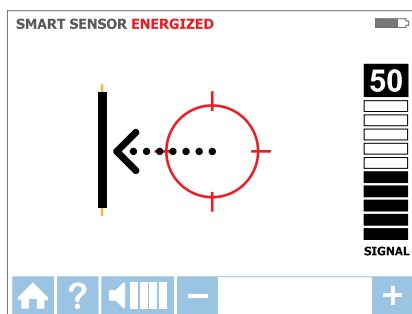 SMART SENSOR ENERGIZED
50
SIGNAL
?
- +